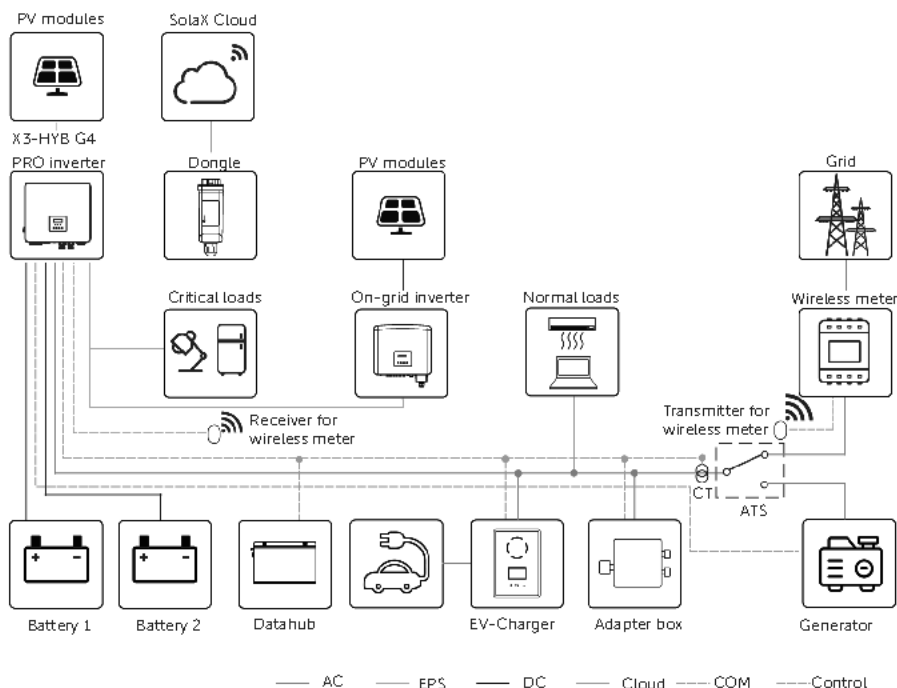 PV modules
SolaX Cloud
X3-HYB G4
PRO inverter
Dongle
PV modules
Grid
Critical loads
On-grid inverter
Normal loads
Wireless meter
Receiver for
wireless meter
Transmitter for
wireless meter
CT
ATS
Battery 1
Battery 2
Datahub
EV-Charger
Adapter box
Generator
AC
EPS
DC
Cloud
COM
Control